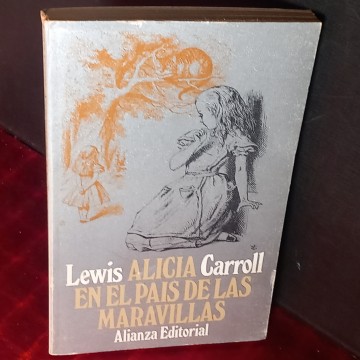 Lewis ALICIA Carroll
EN EL PAIS DE LAS
MARAVILLAS
Alianza Editorial